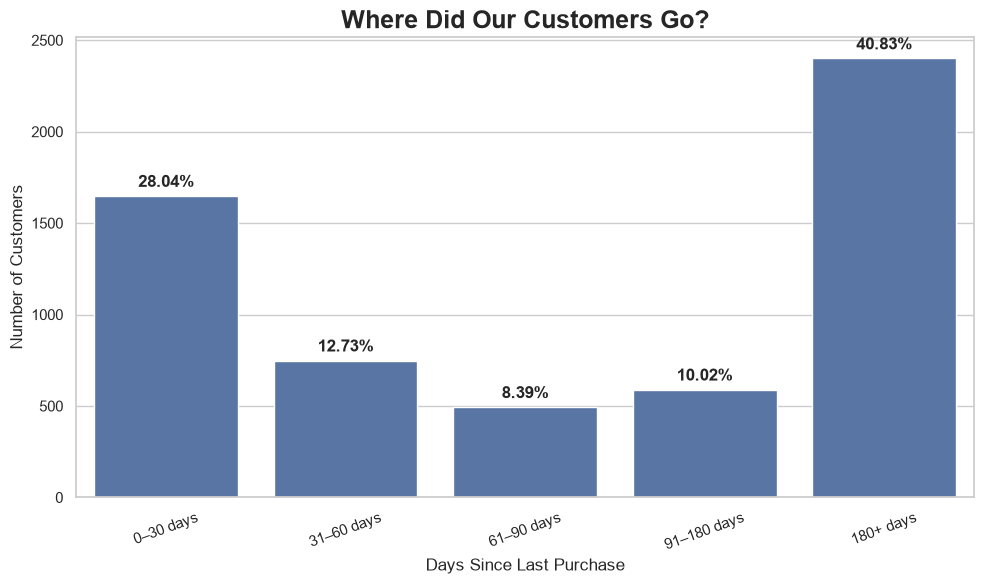 Where Did Our Customers Go?
2500
2000
1500
1000
500
0
Number of Customers
28.04%
12.73%
8.39%
10.02%
40.83%
0–30 days
31–60 days
61–90 days
91–180 days
180+ days
Days Since Last Purchase